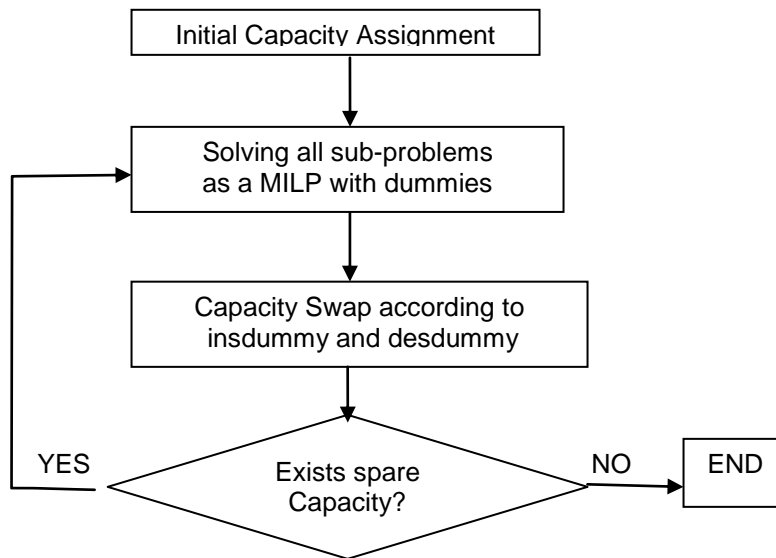 Initial Capacity Assignment
Solving all sub-problems
as a MILP with dummies
Capacity Swap according to
insdummy and desdummy
YES
Exists spare
Capacity?
NO
END